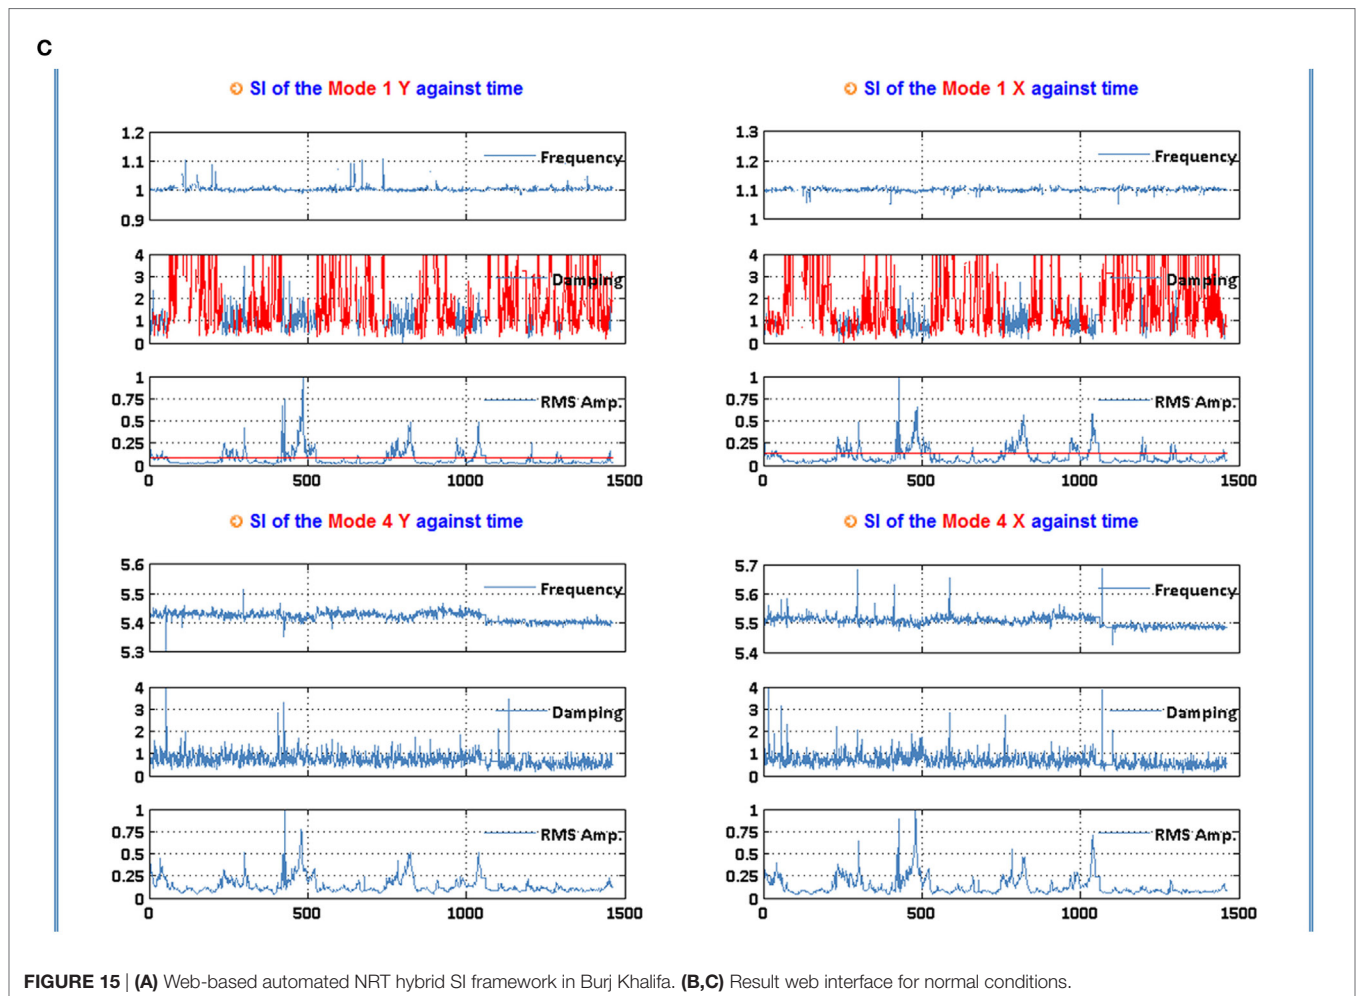 C
SI of the Mode 1 Y against time
1.2
1.1
1
0.9
Frequency
4
3
2
1
0
Damping
1
0.75
0.5
0.25
0
RMS Amp.
0 500 1000 1500
SI of the Mode 1 X against time
1.3
1.2
1.1
1
Frequency
4
3
2
1
0
Damping
1
0.75
0.5
0.25
0
RMS Amp.
0 500 1000 1500
SI of the Mode 4 Y against time
5.6
5.5
5.4
5.3
Frequency
4
3
2
1
0
Damping
1
0.75
0.5
0.25
0
RMS Amp.
0 500 1000 1500
SI of the Mode 4 X against time
5.7
5.6
5.5
5.4
Frequency
4
3
2
1
0
Damping
1
0.75
0.5
0.25
0
RMS Amp.
0 500 1000 1500
FIGURE 15 | (A) Web-based automated NRT hybrid SI framework in Burj Khalifa. (B,C) Result web interface for normal conditions.